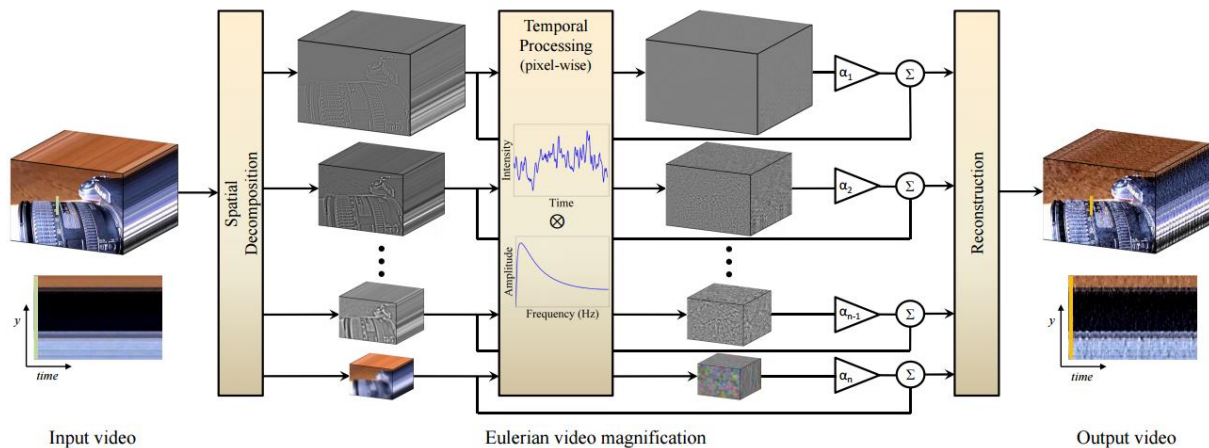 Temporal
Processing
(pixel-wise)
α1
Σ
Intensity
Time
α2
Σ
Spatial
Decomposition
⊗
Reconstruction
Amplitude
Frequency (Hz)
y
time
αn-1
Σ
y
time
αn
Σ
Input video
Eulerian video magnification
Output video